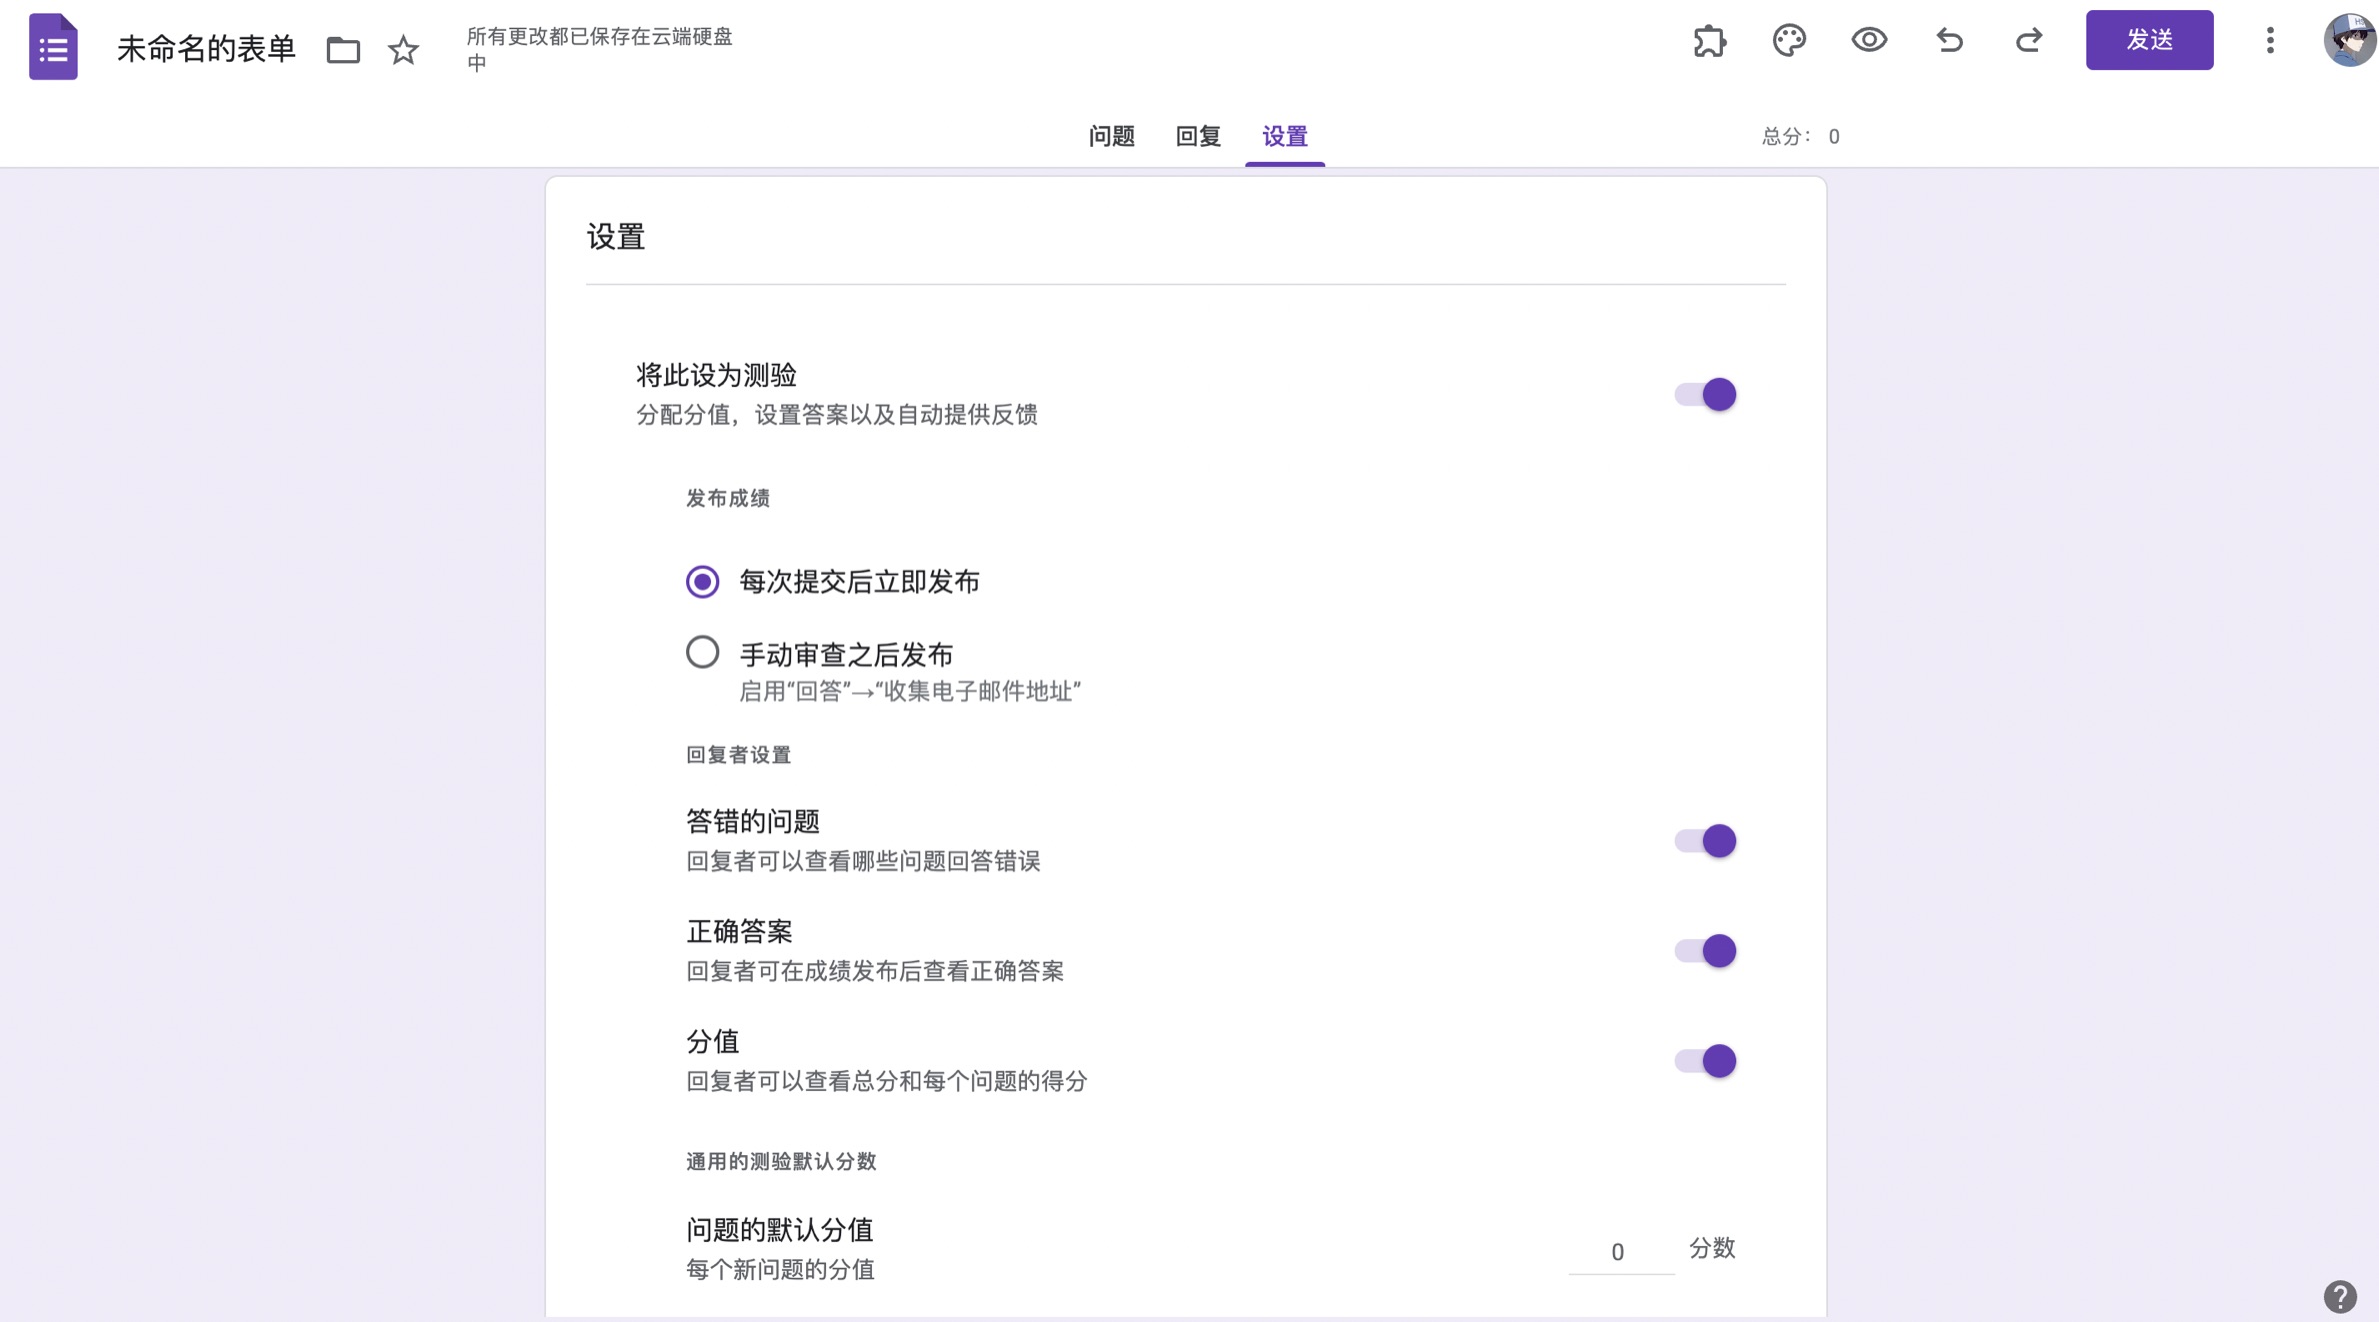 未命名的表单
所有更改都已保存在云端硬盘
中
发送
问题
回复
设置
总分： 0
设置
将此设为测验
分配分值，设置答案以及自动提供反馈
发布成绩
每次提交后立即发布
手动审查之后发布
启用“回答”→“收集电子邮件地址”
回复者设置
答错的问题
回复者可以查看哪些问题回答错误
正确答案
回复者可在成绩发布后查看正确答案
分值
回复者可以查看总分和每个问题的得分
通用的测验默认分数
问题的默认分值
每个新问题的分值
0 分数